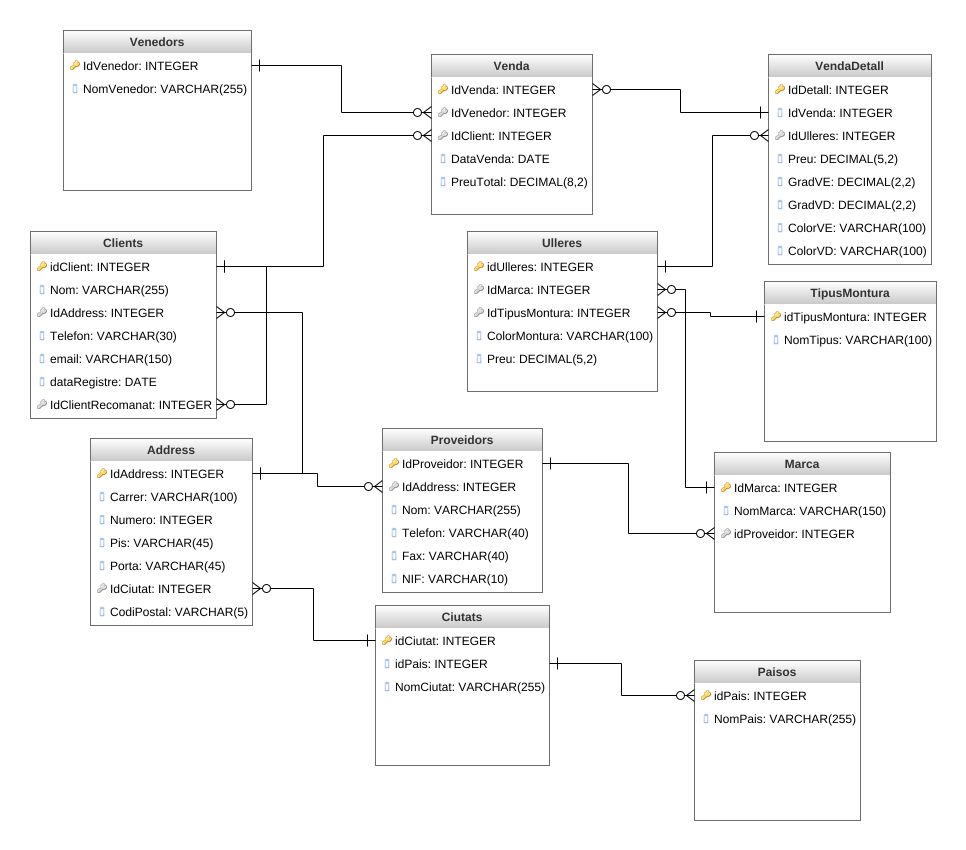 Venedors
IdVenedor: INTEGER
NomVenedor: VARCHAR(255)
Venda
IdVenda: INTEGER
IdVenedor: INTEGER
IdClient: INTEGER
DataVenda: DATE
PreuTotal: DECIMAL(8,2)
VendaDetall
IdDetall: INTEGER
IdVenda: INTEGER
IdUlleres: INTEGER
Preu: DECIMAL(5,2)
GradVE: DECIMAL(2,2)
GradVD: DECIMAL(2,2)
ColorVE: VARCHAR(100)
ColorVD: VARCHAR(100)
Clients
idClient: INTEGER
Nom: VARCHAR(255)
IdAddress: INTEGER
Telefon: VARCHAR(30)
email: VARCHAR(150)
dataRegistre: DATE
IdClientRecomanat: INTEGER
Ulleres
idUlleres: INTEGER
IdMarca: INTEGER
IdTipusMontura: INTEGER
ColorMontura: VARCHAR(100)
Preu: DECIMAL(5,2)
TipusMontura
idTipusMontura: INTEGER
NomTipus: VARCHAR(100)
Address
IdAddress: INTEGER
Carrer: VARCHAR(100)
Numero: INTEGER
Pis: VARCHAR(45)
Porta: VARCHAR(45)
IdCiutat: INTEGER
CodiPostal: VARCHAR(5)
Proveidors
IdProveidor: INTEGER
IdAddress: INTEGER
Nom: VARCHAR(255)
Telefon: VARCHAR(40)
Fax: VARCHAR(40)
NIF: VARCHAR(10)
Marca
IdMarca: INTEGER
NomMarca: VARCHAR(150)
idProveidor: INTEGER
Ciutats
idCiutat: INTEGER
idPais: INTEGER
NomCiutat: VARCHAR(255)
Paisos
idPais: INTEGER
NomPais: VARCHAR(255)